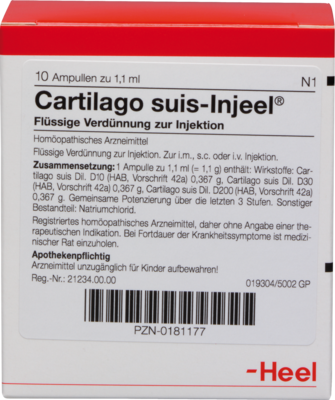 10 Ampullen zu 1,1 ml N1
Cartilago suis-Injeel®
Flüssige Verdünnung zur Injektion
Homöopathisches Arzneimittel
Flüssige Verdünnung zur Injektion. Zur i.m., s.c. oder i.v. Injektion.
Zusammensetzung: 1 Ampulle zu 1,1 ml (= 1,1 g) enthält: Wirkstoffe: Car-
tilago suis Dil. D10 (HAB, Vorschrift 42a) 0,367 g, Cartilago suis Dil. D30
(HAB, Vorschrift 42a) 0,367 g, Cartilago suis Dil. D200 (HAB, Vorschrift 42a)
0,367 g. Gemeinsame Potenzierung über die letzten 3 Stufen. Sonstiger
Bestandteil: Natriumchlorid.
Registriertes homöopathisches Arzneimittel, daher ohne Angabe einer the-
rapeutischen Indikation. Bei Fortdauer der Krankheitssymptome ist medizi-
nischer Rat einzuholen.
Apothekenpflichtig
Arzneimittel unzugänglich für Kinder aufbewahren!
Reg.-Nr.: 21234.00.00 019304/5002 GP
PZN-0181177
-Heel